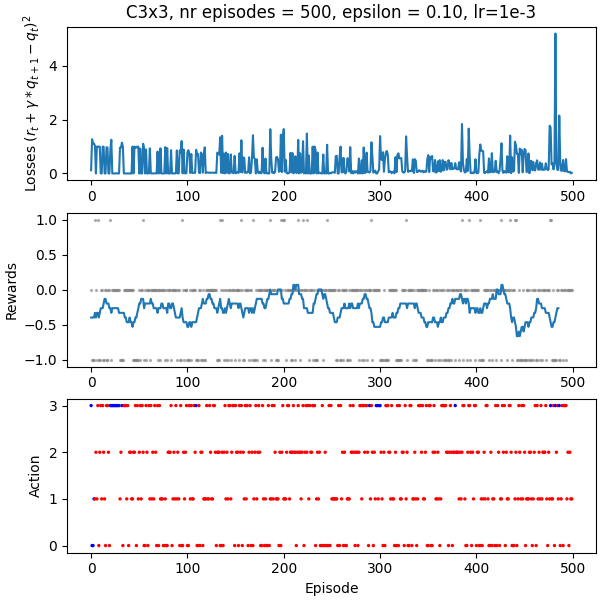 C3x3, nr episodes = 500, epsilon = 0.10, lr=1e-3
Losses $(r_t + \gamma * q_{t+1} - q_t)^2$
4
2
0
0 100 200 300 400 500
Rewards
1.0
0.5
0.0
−0.5
−1.0
0 100 200 300 400 500
Action
3
2
1
0
0 100 200 300 400 500
Episode